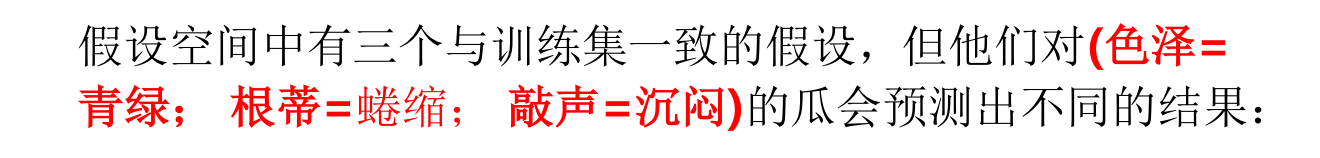 假设空间中有三个与训练集一致的假设，但他们对(色泽=
青绿； 根蒂=蜷缩； 敲声=沉闷)的瓜会预测出不同的结果：